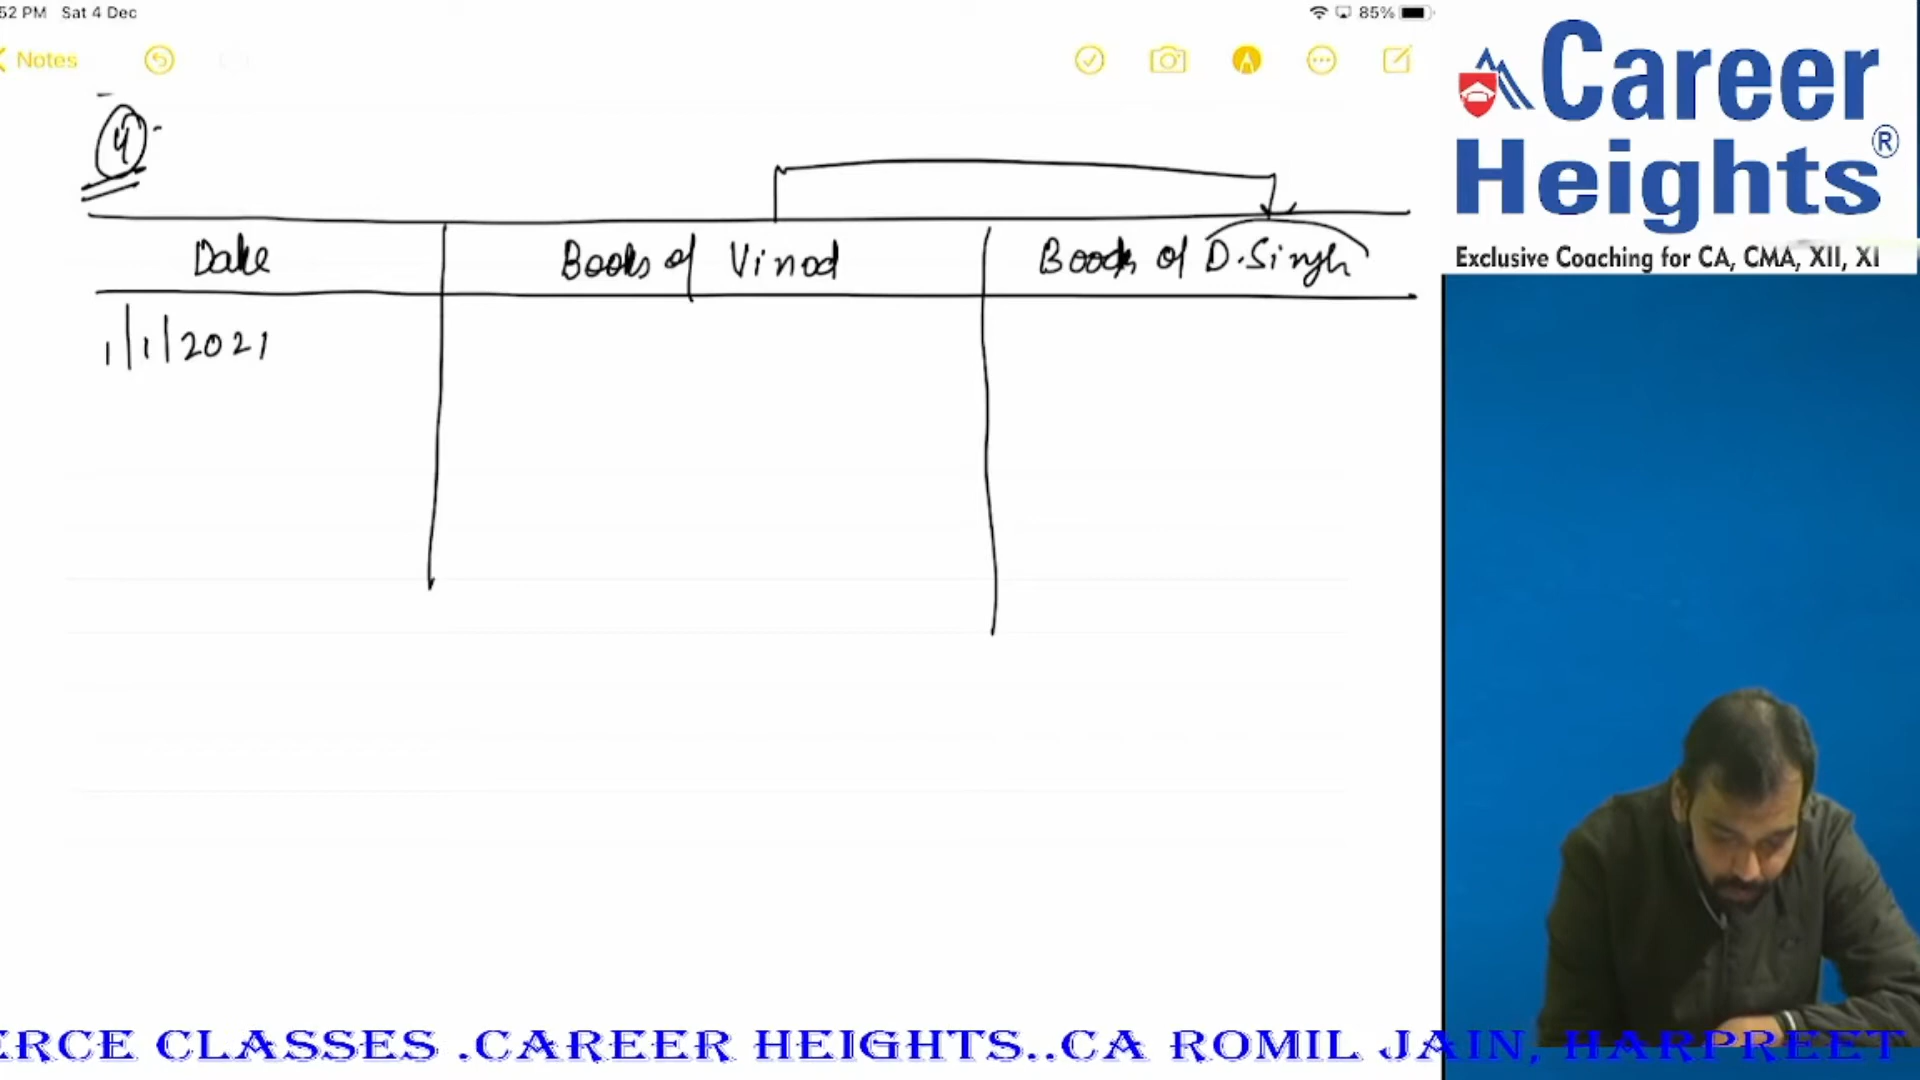 52 PM Sat 4 Dec
85%
Notes
Career
Heights®
Exclusive Coaching for CA, CMA, XII, XI
4
Date
Books of Vinod
Books of D.Singh
1/1/2021
ERCE CLASSES .CAREER HEIGHTS..CA ROMIL JAIN, HARPREET